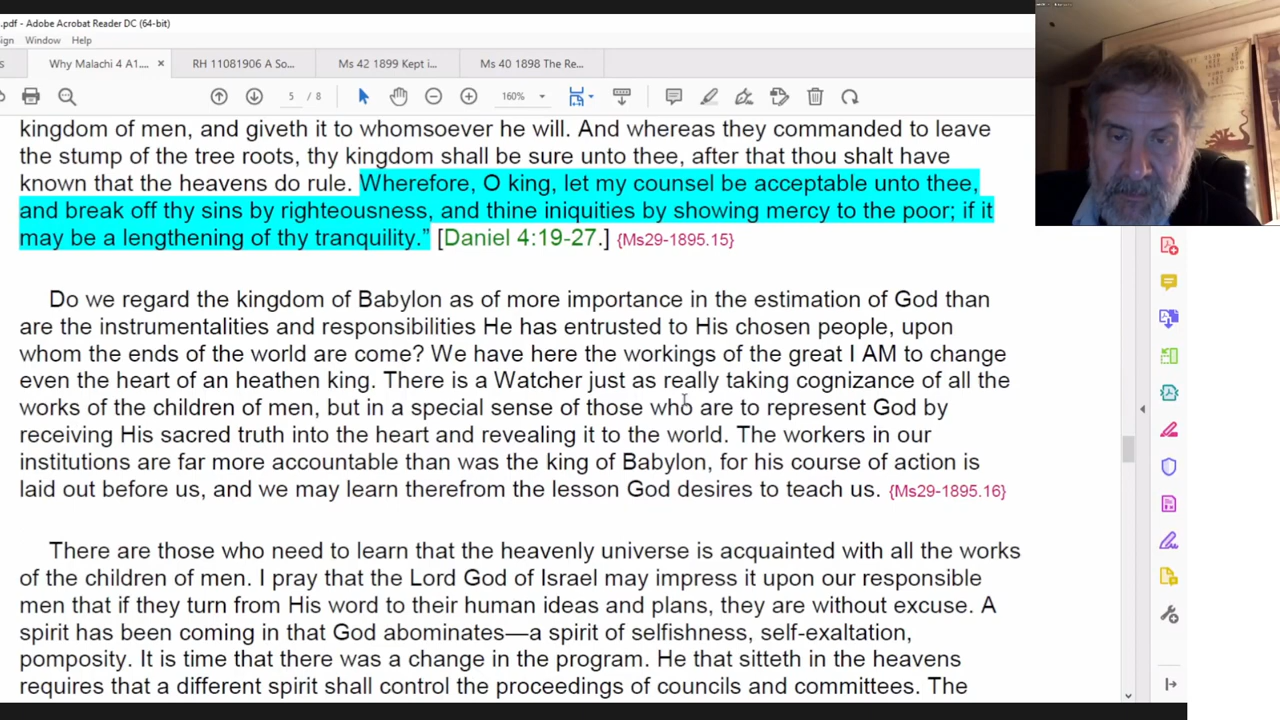 .pdf - Adobe Acrobat Reader DC (64-bit)
ign Window Help
s Why Malachi 4 A1.... × RH 11081906 A So... Ms 42 1899 Kept i... Ms 40 1898 The Re...
5 / 8 160%
kingdom of men, and giveth it to whomsoever he will. And whereas they commanded to leave
the stump of the tree roots, thy kingdom shall be sure unto thee, after that thou shalt have
known that the heavens do rule. Wherefore, O king, let my counsel be acceptable unto thee,
and break off thy sins by righteousness, and thine iniquities by showing mercy to the poor; if it
may be a lengthening of thy tranquility.” [Daniel 4:19-27.] {Ms29-1895.15}
Do we regard the kingdom of Babylon as of more importance in the estimation of God than
are the instrumentalities and responsibilities He has entrusted to His chosen people, upon
whom the ends of the world are come? We have here the workings of the great I AM to change
even the heart of an heathen king. There is a Watcher just as really taking cognizance of all the
works of the children of men, but in a special sense of those who are to represent God by
receiving His sacred truth into the heart and revealing it to the world. The workers in our
institutions are far more accountable than was the king of Babylon, for his course of action is
laid out before us, and we may learn therefrom the lesson God desires to teach us. {Ms29-1895.16}
There are those who need to learn that the heavenly universe is acquainted with all the works
of the children of men. I pray that the Lord God of Israel may impress it upon our responsible
men that if they turn from His word to their human ideas and plans, they are without excuse. A
spirit has been coming in that God abominates—a spirit of selfishness, self-exaltation,
pomposity. It is time that there was a change in the program. He that sitteth in the heavens
requires that a different spirit shall control the proceedings of councils and committees. The